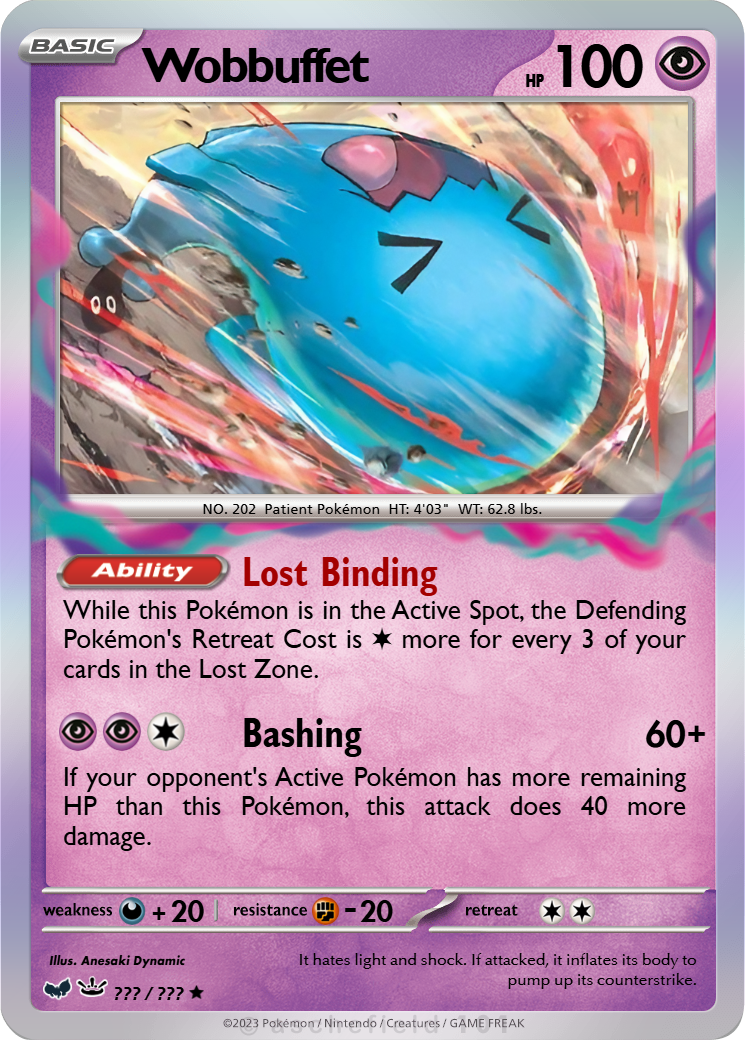 BASIC
Wobbuffet
HP 100
NO. 202 Patient Pokémon HT: 4'03" WT: 62.8 lbs.
Ability Lost Binding
While this Pokémon is in the Active Spot, the Defending
Pokémon's Retreat Cost is more for every 3 of your
cards in the Lost Zone.
Bashing 60+
If your opponent's Active Pokémon has more remaining
HP than this Pokémon, this attack does 40 more
damage.
weakness + 20 resistance - 20 retreat
Illus. Anesaki Dynamic
It hates light and shock. If attacked, it inflates its body to
pump up its counterstrike.
??? / ???
©2023 Pokémon / Nintendo / Creatures / GAME FREAK